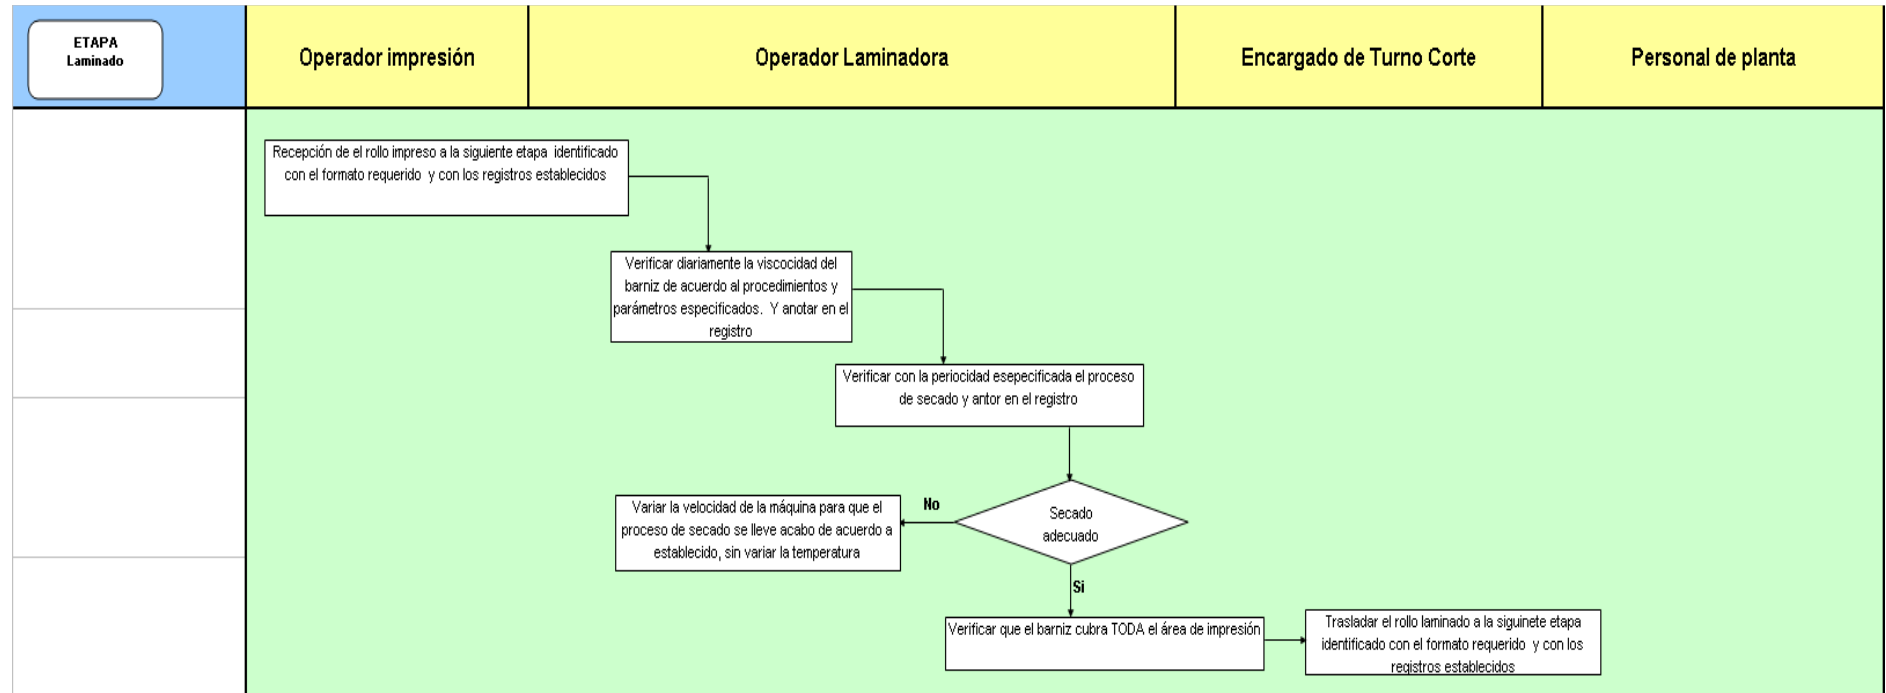 ETAPA
Laminado
Operador impresión
Operador Laminadora
Encargado de Turno Corte
Personal de planta
Recepción de el rollo impreso a la siguiente etapa identificado
con el formato requerido y con los registros establecidos
Verificar diariamente la viscocidad del
barniz de acuerdo al procedimientos y
parámetros especificados. Y anotar en el
registro
Verificar con la periocidad esepecificada el proceso
de secado y antor en el registro
Secado
adecuado
No
Variar la velocidad de la máquina para que el
proceso de secado se lleve acabo de acuerdo a
establecido, sin variar la temperatura
Si
Verificar que el barniz cubra TODA el área de impresión
Trasladar el rollo laminado a la siguinete etapa
identificado con el formato requerido y con los
registros establecidos